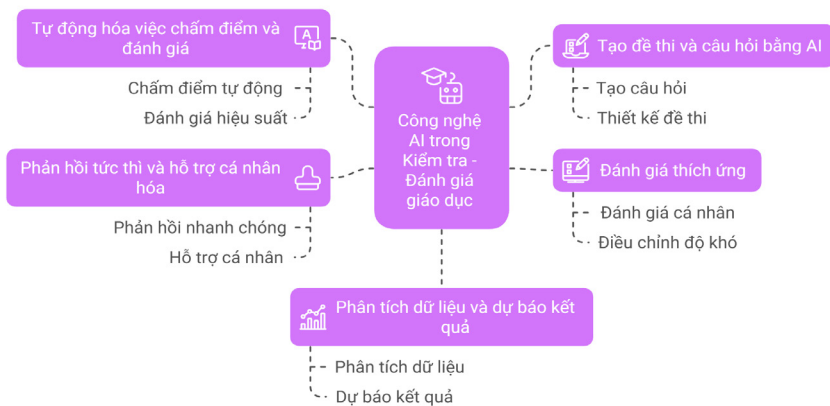 Tự động hóa việc chấm điểm và
đánh giá
Chấm điểm tự động
Đánh giá hiệu suất
Phản hồi tức thì và hỗ trợ cá nhân
hóa
Phản hồi nhanh chóng
Hỗ trợ cá nhân
Công nghệ
AI trong
Kiểm tra -
Đánh giá
giáo dục
Tạo đề thi và câu hỏi bằng AI
Tạo câu hỏi
Thiết kế đề thi
Đánh giá thích ứng
Đánh giá cá nhân
Điều chỉnh độ khó
Phân tích dữ liệu và dự báo kết
quả
Phân tích dữ liệu
Dự báo kết quả